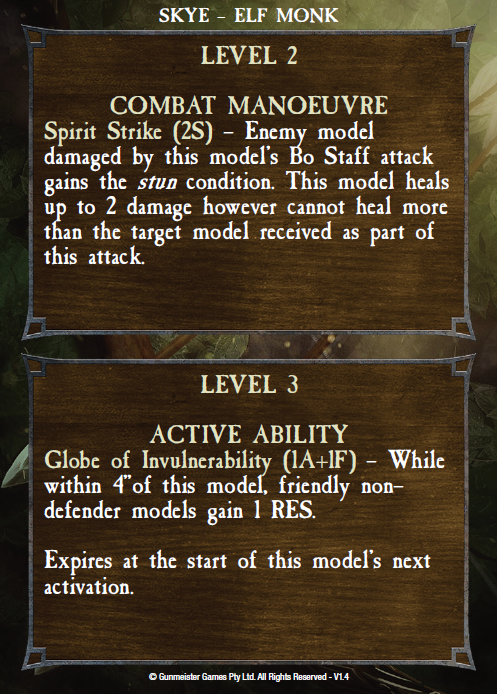 SKYE – ELF MONK
LEVEL 2
COMBAT MANOEUVRE
Spirit Strike (2S) – Enemy model
damaged by this model's Bo Staff attack
gains the stun condition. This model heals
up to 2 damage however cannot heal more
than the target model received as part of
this attack.
LEVEL 3
ACTIVE ABILITY
Globe of Invulnerability (1A+1F) – While
within 4"of this model, friendly non-
defender models gain 1 RES.
Expires at the start of this model's next
activation.
© Gunmeister Games Pty Ltd. All Rights Reserved - V1.4